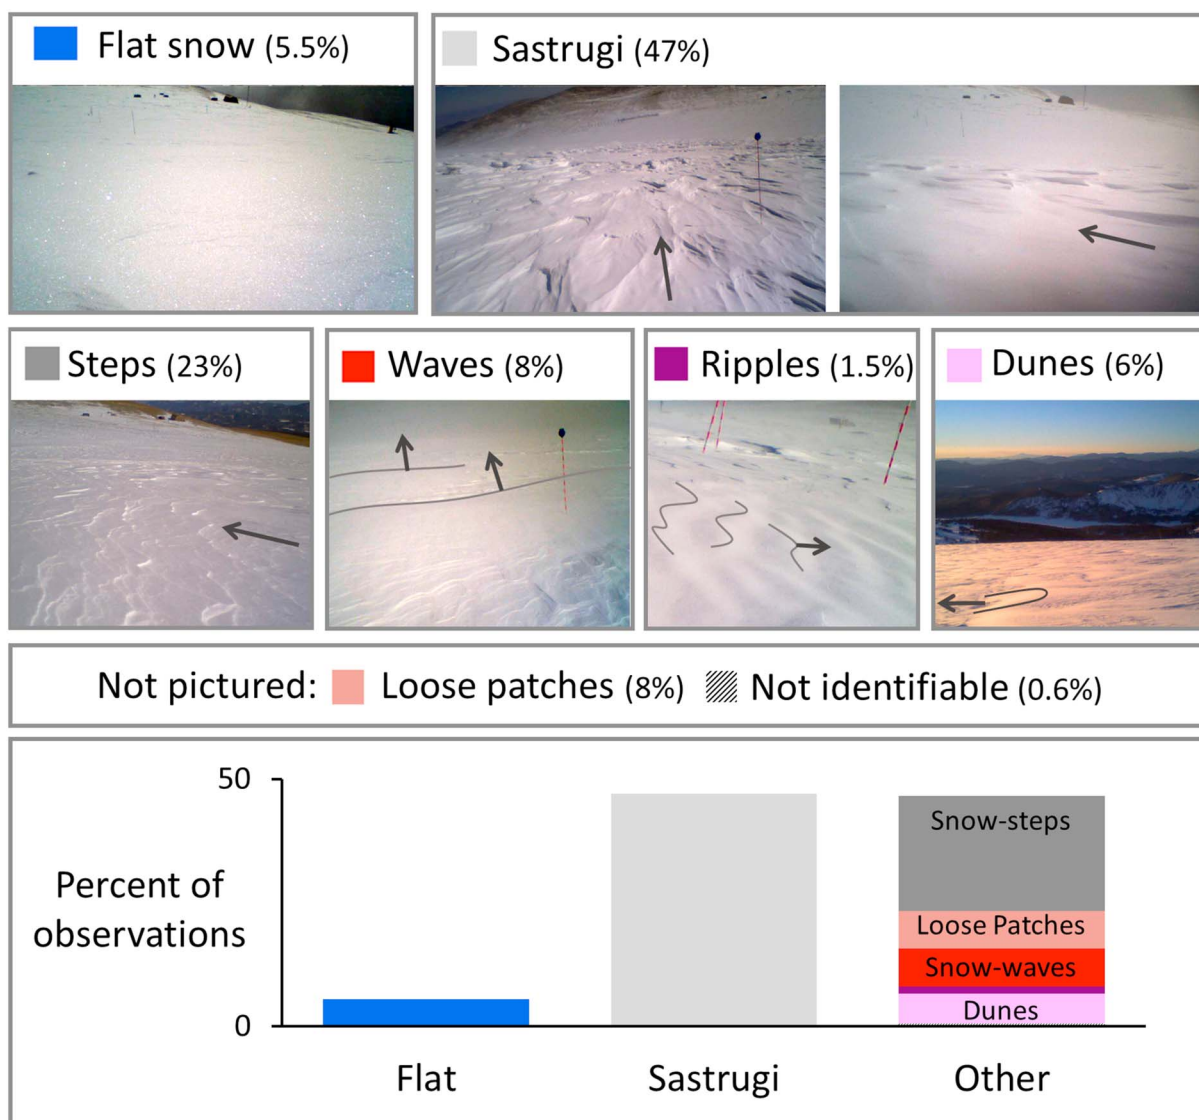 Flat snow (5.5%)
Sastrugi (47%)
Steps (23%)
Waves (8%)
Ripples (1.5%)
Dunes (6%)
Not pictured: Loose patches (8%) Not identifiable (0.6%)
50
Percent of
observations
0
Snow-steps
Loose Patches
Snow-waves
Dunes
Flat
Sastrugi
Other